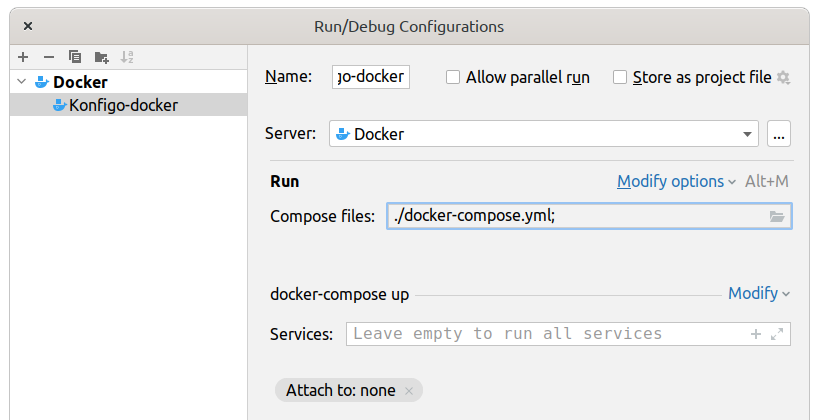 Run/Debug Configurations
Docker
Konfigo-docker
Name: go-docker Allow parallel run Store as project file
Server: Docker ...
Run Modify options Alt+M
Compose files: ./docker-compose.yml;
docker-compose up Modify
Services: Leave empty to run all services
Attach to: none